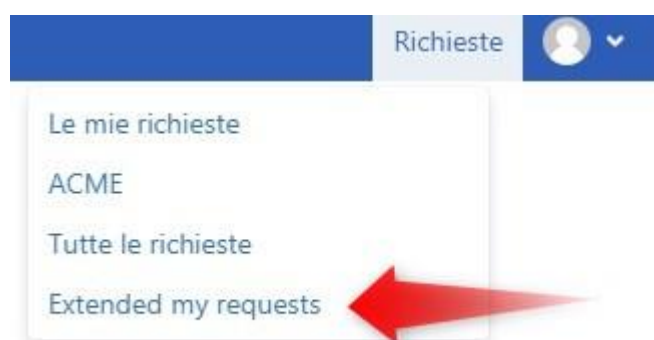 Richieste
Le mie richieste
ACME
Tutte le richieste
Extended my requests